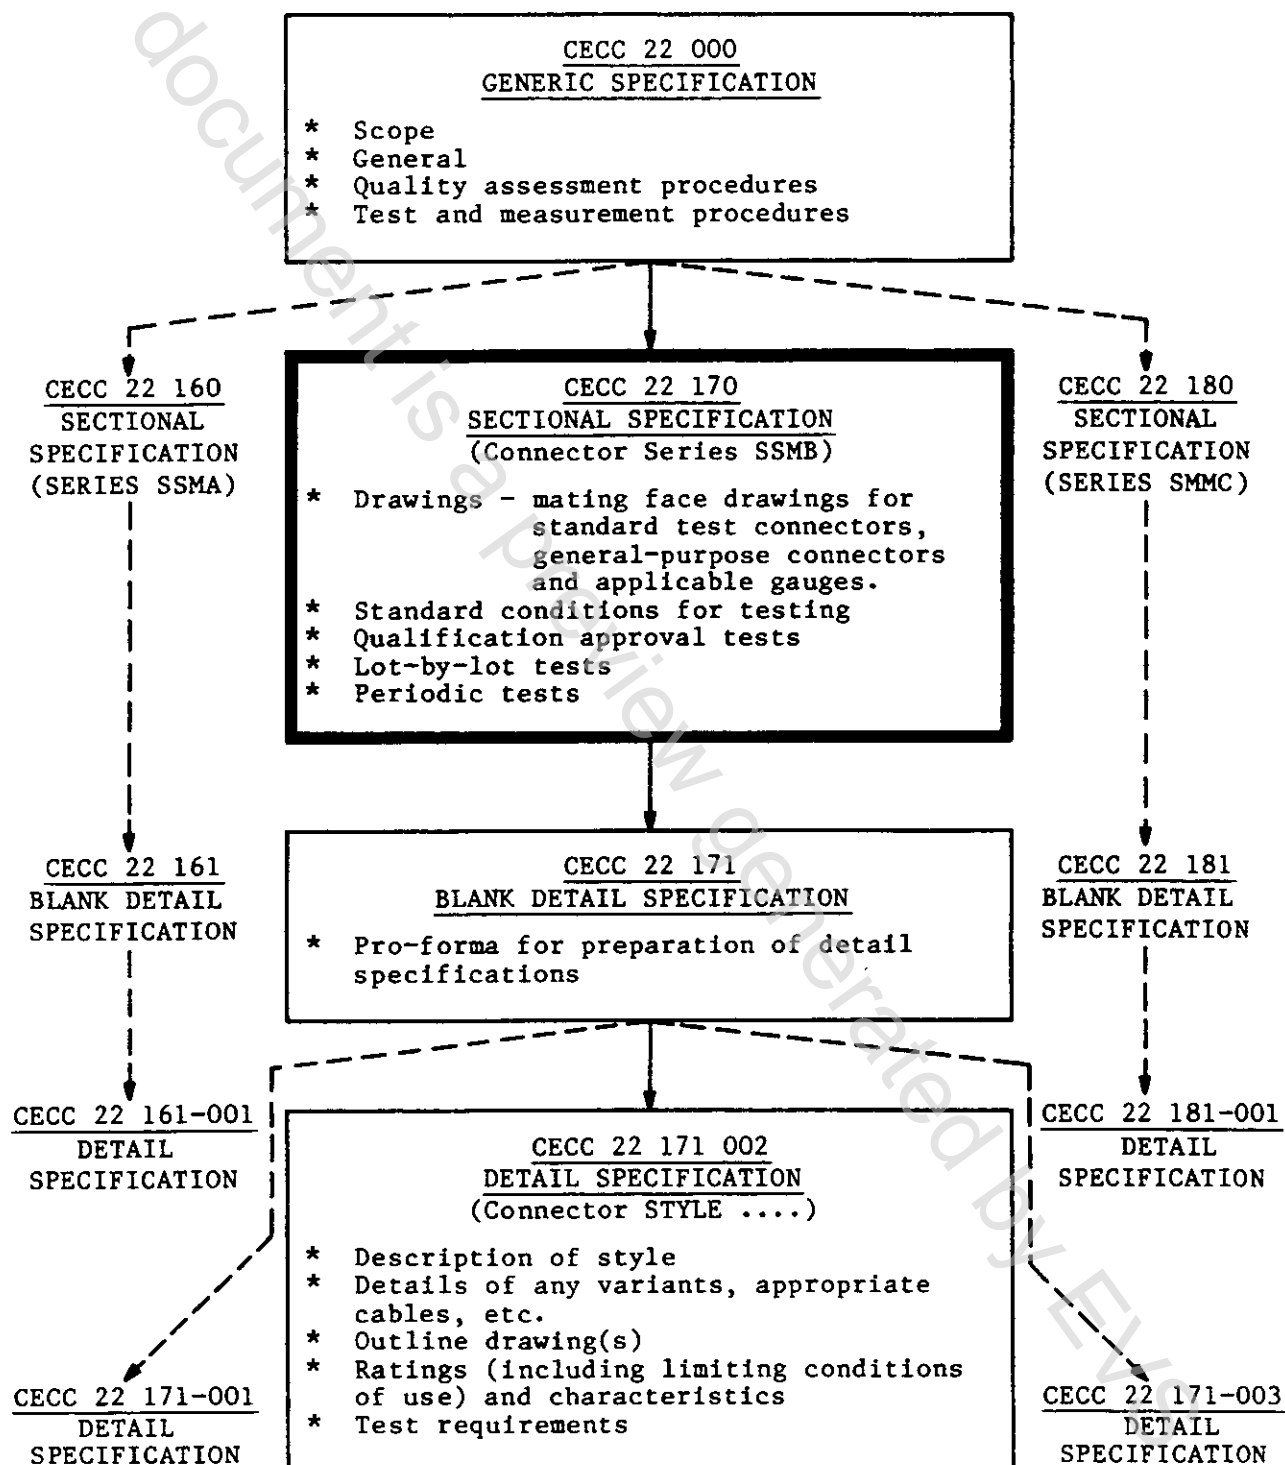 CECC 22 000
GENERIC SPECIFICATION
* Scope
* General
* Quality assessment procedures
* Test and measurement procedures
CECC 22 160
SECTIONAL
SPECIFICATION
(SERIES SSMA)
CECC 22 170
SECTIONAL SPECIFICATION
(Connector Series SSMB)
* Drawings - mating face drawings for
standard test connectors,
general-purpose connectors
and applicable gauges.
* Standard conditions for testing
* Qualification approval tests
* Lot-by-lot tests
* Periodic tests
CECC 22 180
SECTIONAL
SPECIFICATION
(SERIES SMMC)
CECC 22 161
BLANK DETAIL
SPECIFICATION
CECC 22 171
BLANK DETAIL SPECIFICATION
* Pro-forma for preparation of detail
specifications
CECC 22 181
BLANK DETAIL
SPECIFICATION
CECC 22 161-001
DETAIL
SPECIFICATION
CECC 22 171 002
DETAIL SPECIFICATION
(Connector STYLE ....)
* Description of style
* Details of any variants, appropriate
cables, etc.
* Outline drawing(s)
* Ratings (including limiting conditions
of use) and characteristics
* Test requirements
CECC 22 181-001
DETAIL
SPECIFICATION
CECC 22 171-001
DETAIL
SPECIFICATION
CECC 22 171-003
DETAIL
SPECIFICATION
document is a preview generated by EVS